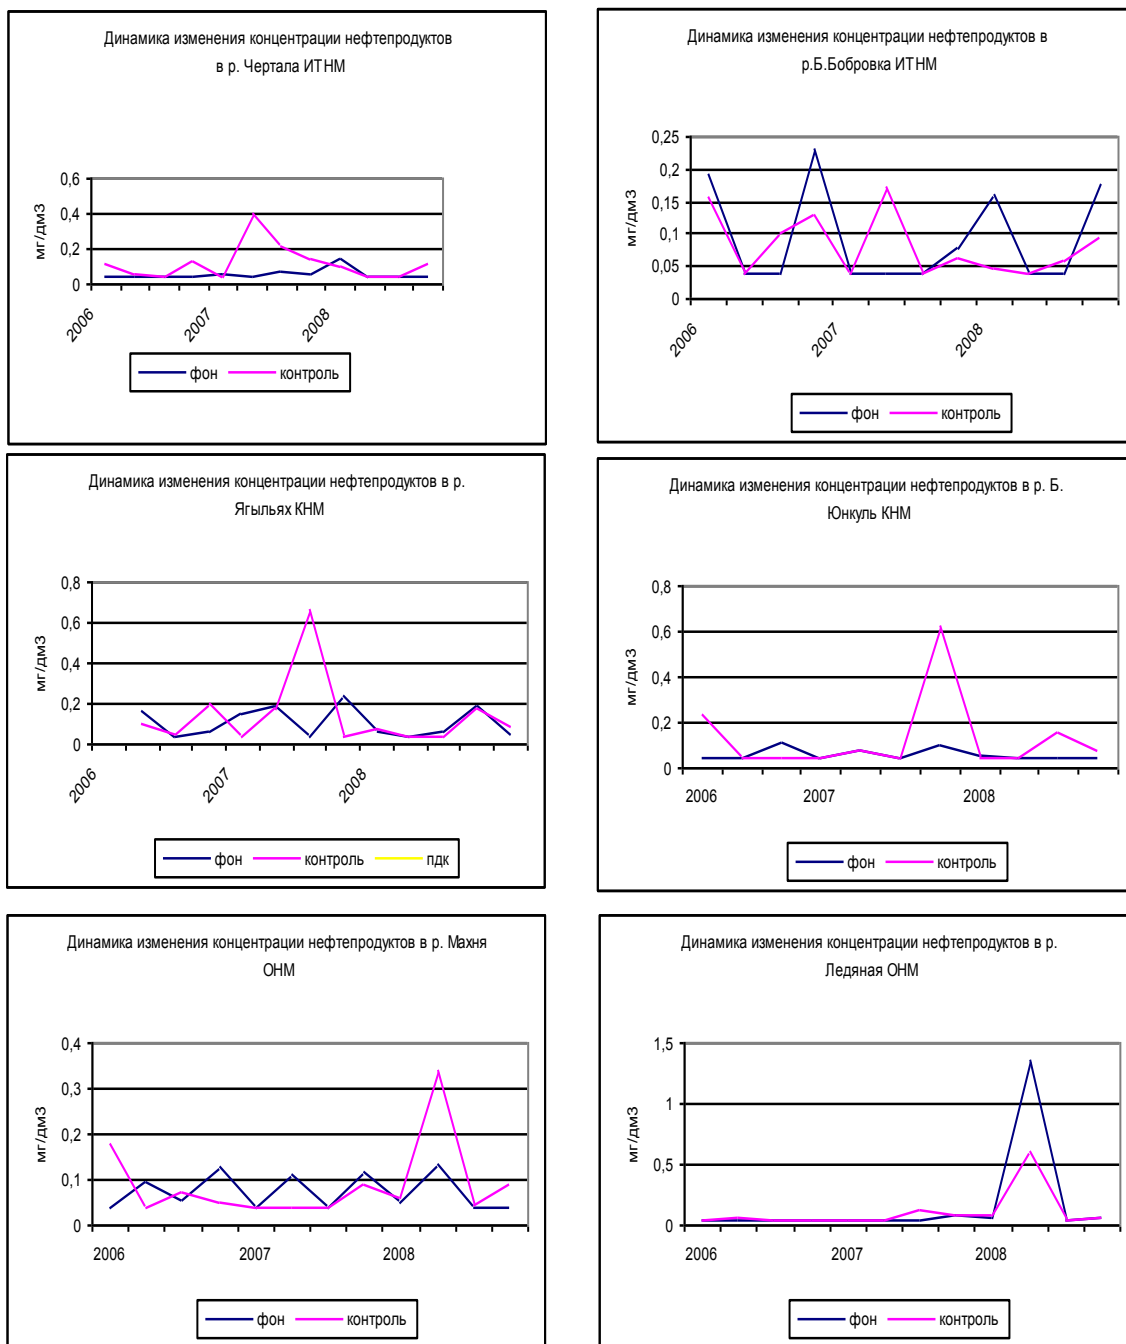 Динамика изменения концентрации нефтепродуктов
в р. Чертала ИТНМ
0,6
0,4
0,2
0
мг/дм3
2006
2007
2008
фон
контроль
Динамика изменения концентрации нефтепродуктов в
р.Б.Бобровка ИТНМ
0,25
0,2
0,15
0,1
0,05
0
мг/дм3
2006
2007
2008
фон
контроль
Динамика изменения концентрации нефтепродуктов в р.
Ягыльях КНМ
0,8
0,6
0,4
0,2
0
мг/дм3
2006
2007
2008
фон
контроль
пдк
Динамика изменения концентрации нефтепродуктов в р. Б.
Юнкуль КНМ
0,8
0,6
0,4
0,2
0
мг/дм3
2006
2007
2008
фон
контроль
Динамика изменения концентрации нефтепродуктов в р. Махня
ОНМ
0,4
0,3
0,2
0,1
0
мг/дм3
2006
2007
2008
фон
контроль
Динамика изменения концентрации нефтепродуктов в р.
Ледяная ОНМ
1,5
1
0,5
0
мг/дм3
2006
2007
2008
фон
контроль